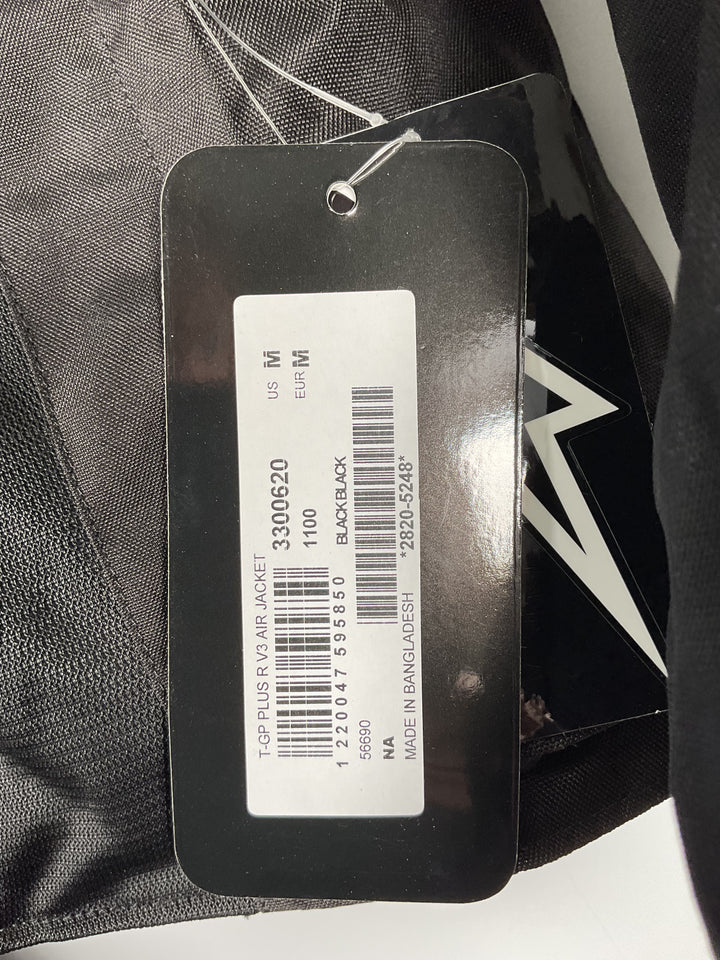 T-GP PLUS R V3 AIR JACKET
3300620
US M
1100
EUR M
1 220047 595850
BLACK BLACK
56690
NA
*2820-5248*
MADE IN BANGLADESH